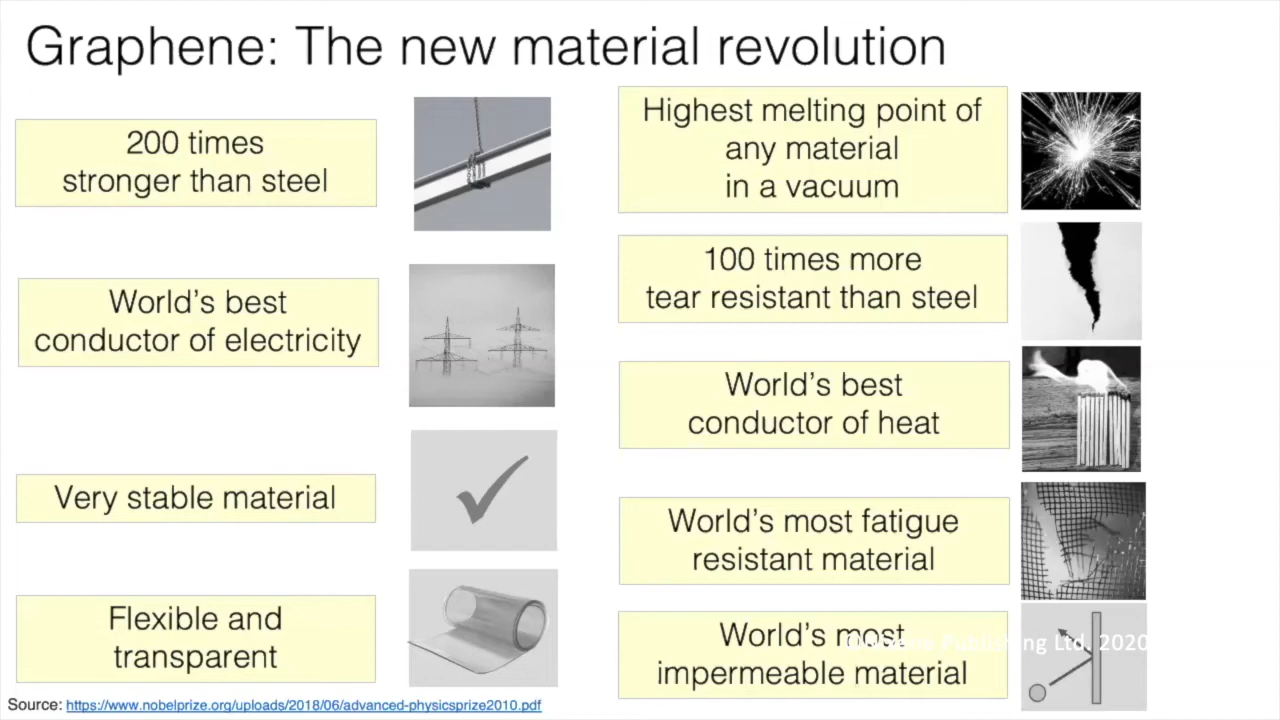 Graphene: The new material revolution
200 times
stronger than steel
World's best
conductor of electricity
Very stable material
Flexible and
transparent
Highest melting point of
any material
in a vacuum
100 times more
tear resistant than steel
World's best
conductor of heat
World's most fatigue
resistant material
World's most
impermeable material
Publishing Ltd. 2020
Source: https://www.nobelprize.org/uploads/2018/06/advanced-physicsprize2010.pdf